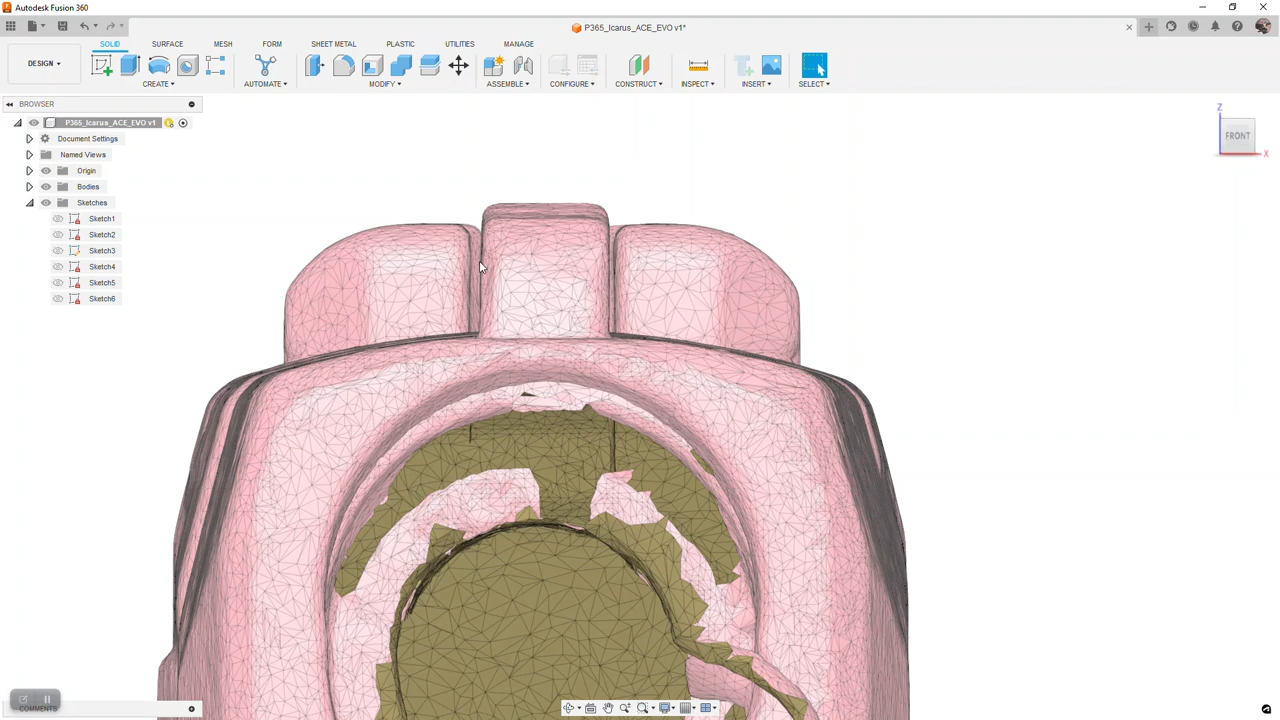 Autodesk Fusion 360
P365_Icarus_ACE_EVO v1*
SOLID SURFACE MESH FORM SHEET METAL PLASTIC UTILITIES MANAGE
DESIGN
CREATE AUTOMATE MODIFY ASSEMBLE CONFIGURE CONSTRUCT INSPECT INSERT SELECT
BROWSER
P365_Icarus_ACE_EVO v1
Document Settings
Named Views
Origin
Bodies
Sketches
Sketch1
Sketch2
Sketch3
Sketch4
Sketch5
Sketch6
Z
FRONT
X
COMMENTS